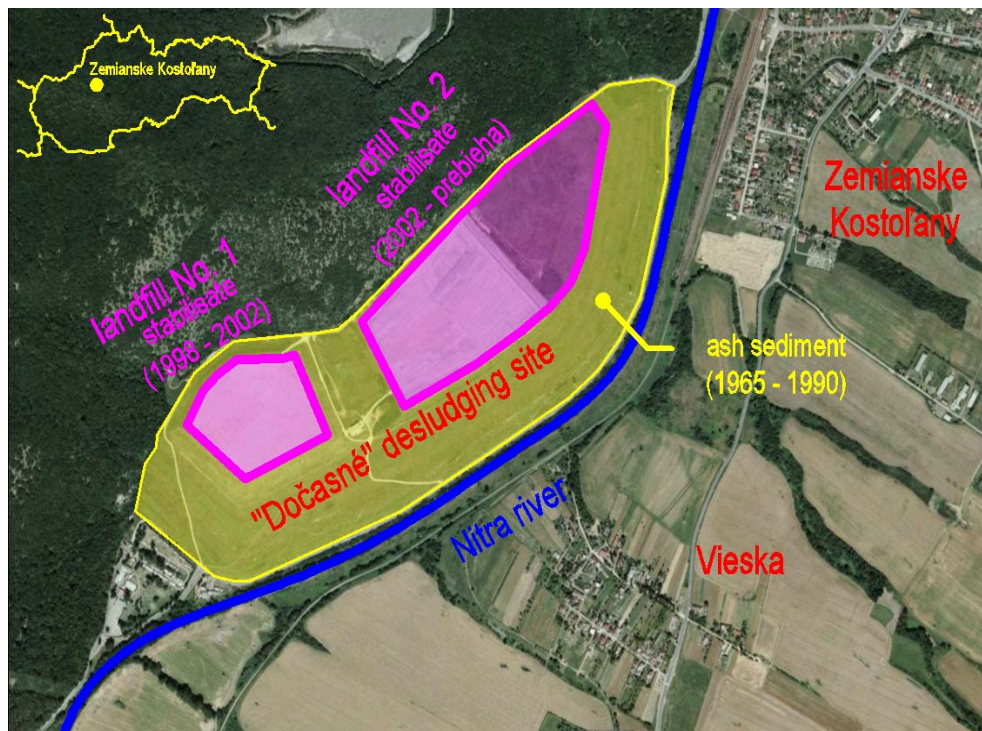 Zemianske Kostoľany
landfill No. 2
stabilisate
(2002 - prebieha)
landfill No. 1
stabilisate
(1998 - 2002)
Zemianske
Kostoľany
ash sediment
(1965 - 1990)
"Dočasné" desludging site
Nitra river
Vieska